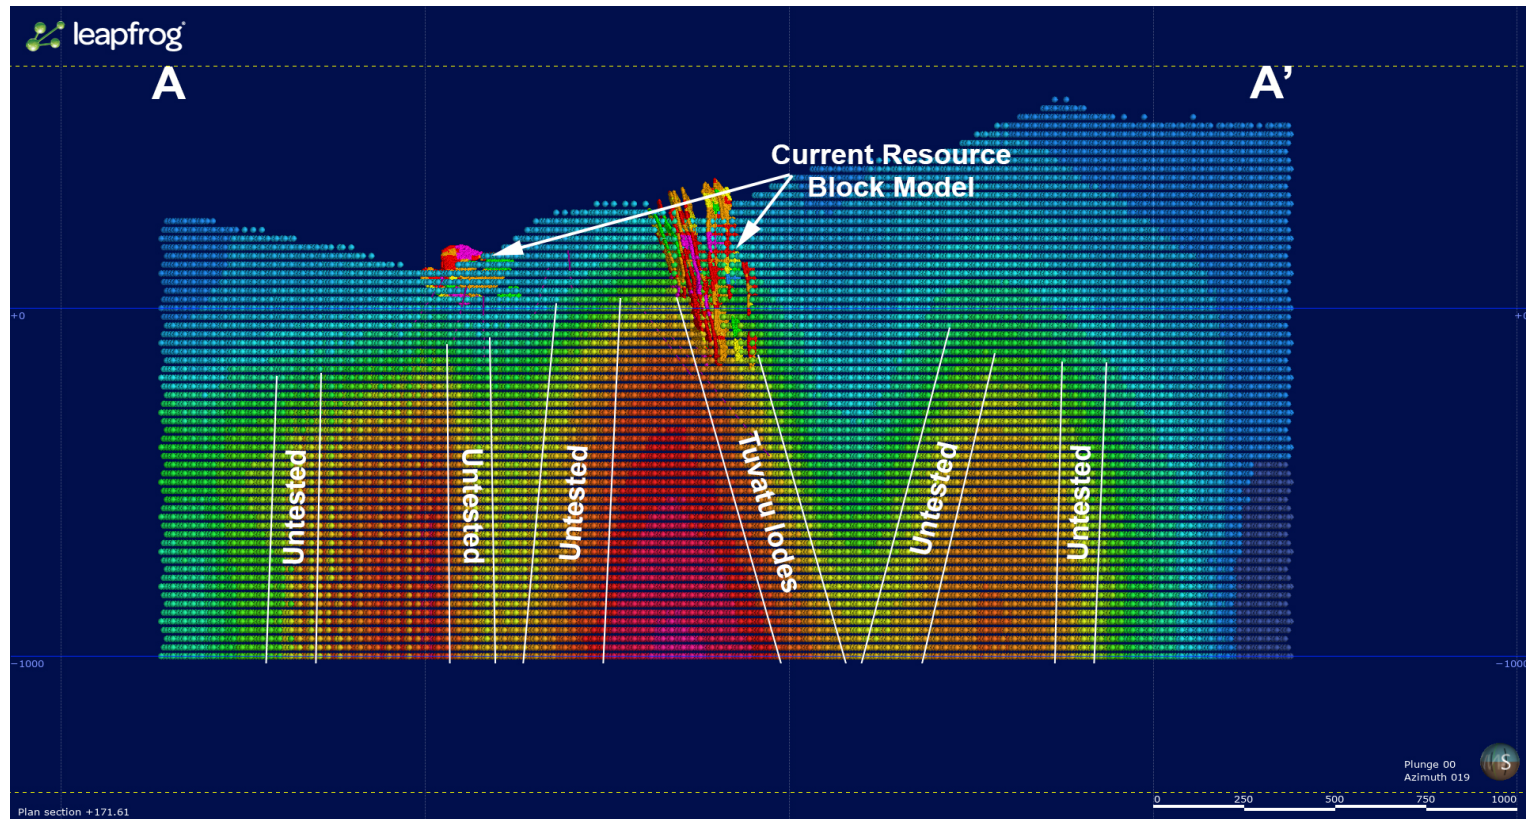 leapfrog
A
A’
Current Resource
Block Model
+0
+0
Untested
Untested
Untested
Tuvatu lodes
Untested
Untested
−1000
−1000
Plunge 00
Azimuth 019
S
0 250 500 750 1000
Plan section +171.61